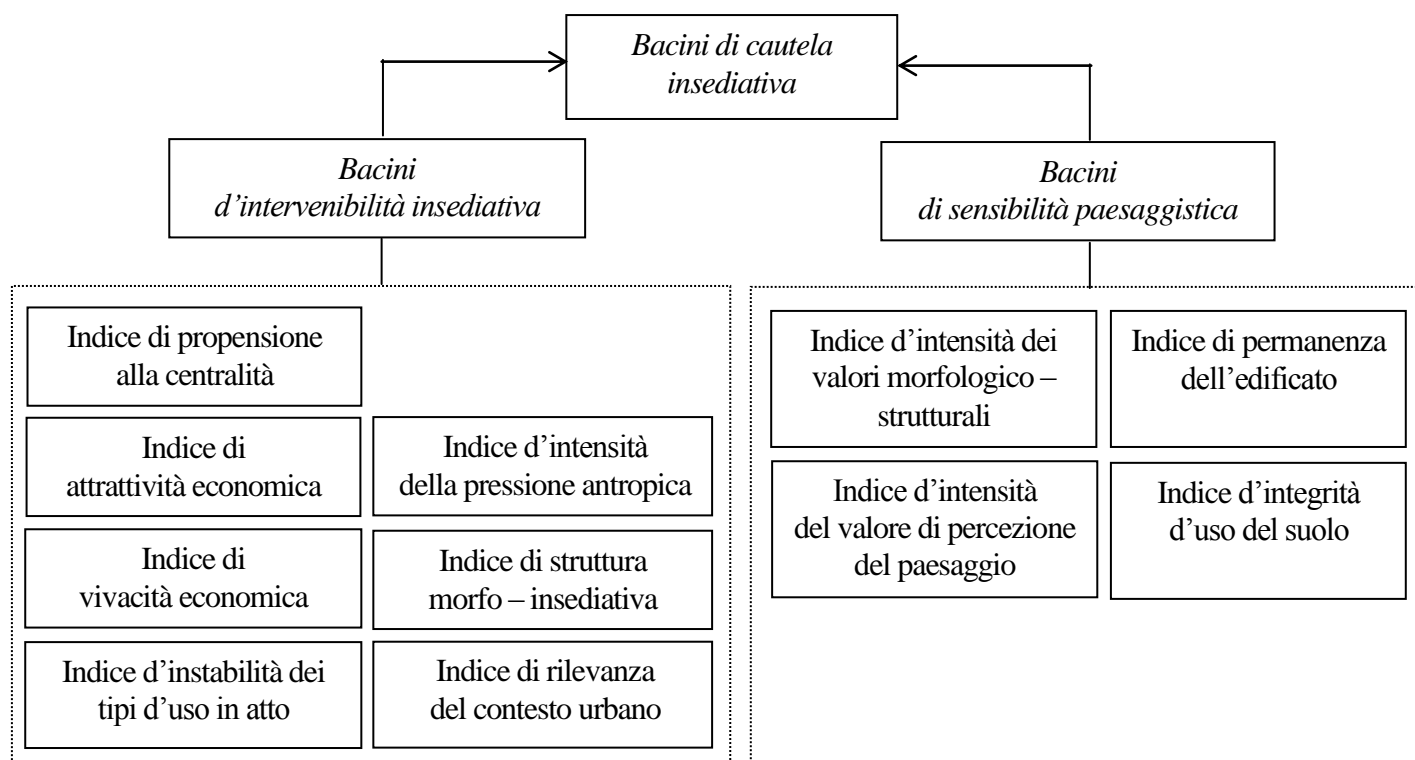 Bacini di cautela
insediativa
Bacini
d’intervenibilità insediativa
Bacini
di sensibilità paesaggistica
Indice di propensione
alla centralità
Indice di
attrattività economica
Indice d’intensità
della pressione antropica
Indice di
vivacità economica
Indice di struttura
morfo – insediativa
Indice d’instabilità dei
tipi d’uso in atto
Indice di rilevanza
del contesto urbano
Indice d’intensità dei
valori morfologico –
strutturali
Indice di permanenza
dell’edificato
Indice d’intensità
del valore di percezione
del paesaggio
Indice d’integrità
d’uso del suolo